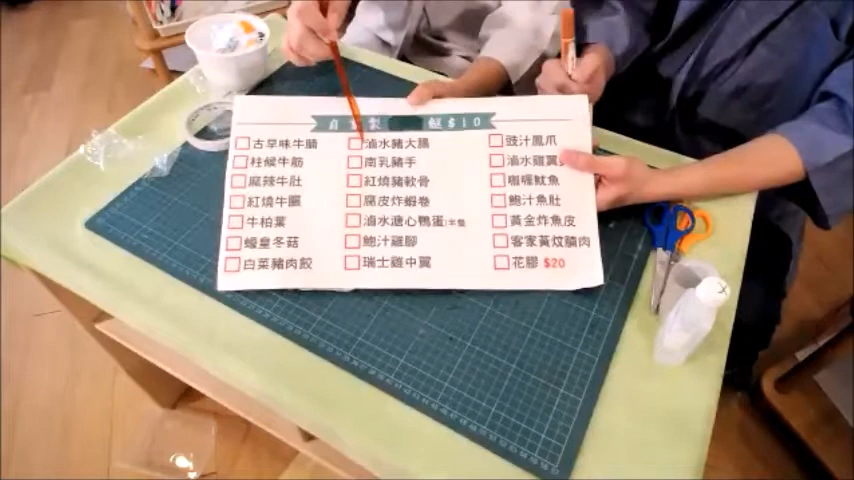 自 製 餸$10
□古早味牛腩
□柱候牛筋
□麻辣牛肚
□紅燒牛腸
□牛柏葉
□蠔皇冬菇
□白菜豬肉餃
□滷水豬大腸
□南乳豬手
□紅燒豬軟骨
□腐皮炸蝦卷
□滷水溏心鴨蛋(半隻)
□鮑汁雞腳
□瑞士雞中翼
□豉汁鳳爪
□滷水雞翼
□咖喱魷魚
□鮑汁魚肚
□黃金炸魚皮
□客家黃炆腩肉
□花膠 $20